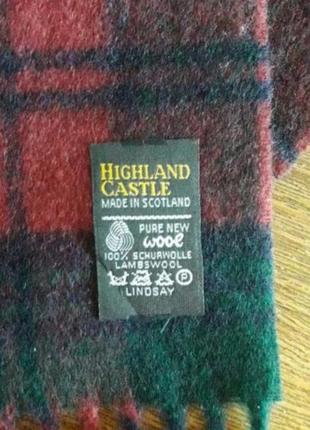 HIGHLAND
CASTLE
MADE IN SCOTLAND
PURE NEW
wool
100% SCHURWOLLE
LAMBSWOOL
P
LINDSAY